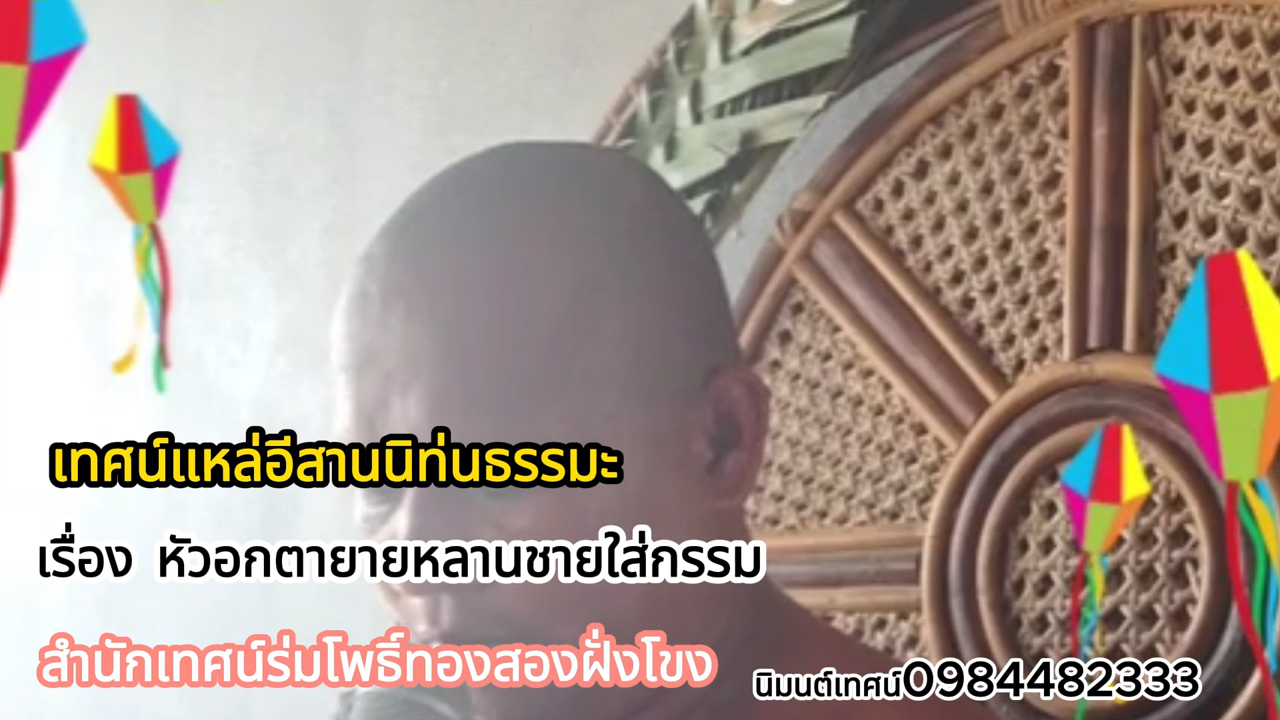 เทศน์แหล่อีสานนิท่นธรรมะ
เรื่อง หัวอกตายายหลานชายใส่กรรม
สำนักเทศน์ร่มโพธิ์ทองสองฝั่งโขง
นิมนต์เทศน์0984482333